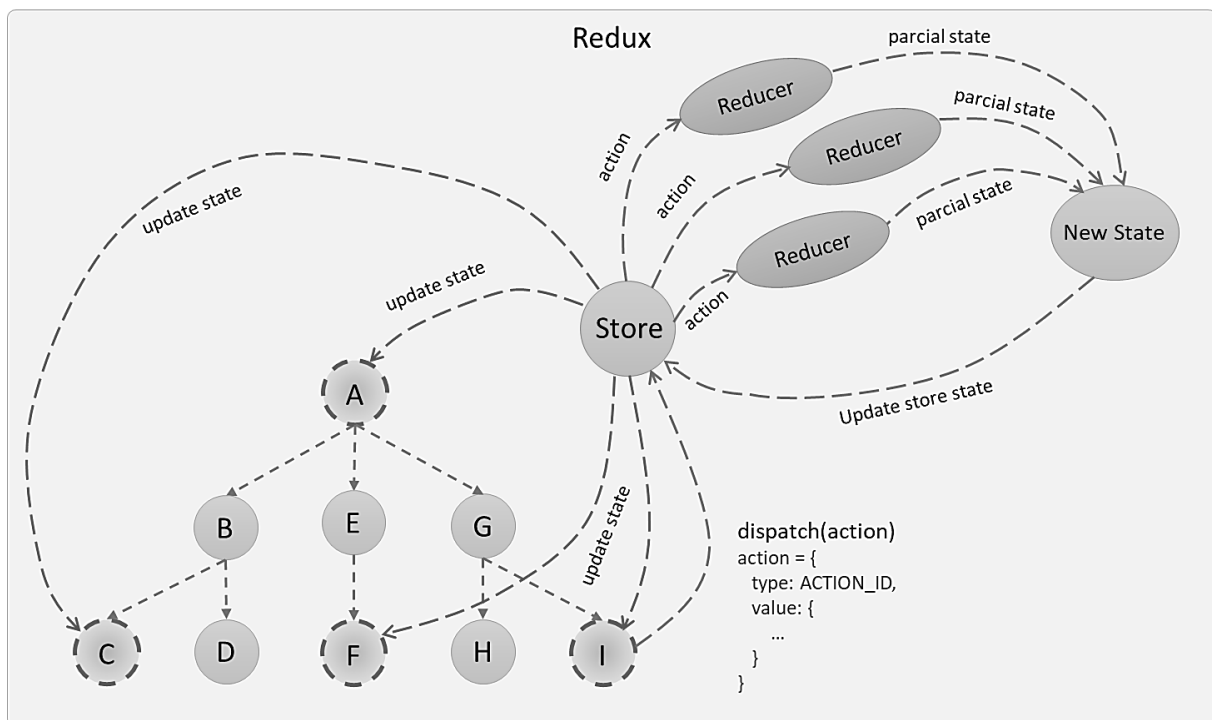 Redux
parcial state
Reducer
action
parcial state
Reducer
action
parcial state
Reducer
action
New State
update state
update state
Store
Update store state
A
B
E
G
update state
C
D
F
H
I
dispatch(action)
action = {
type: ACTION_ID,
value: {
...
}
}